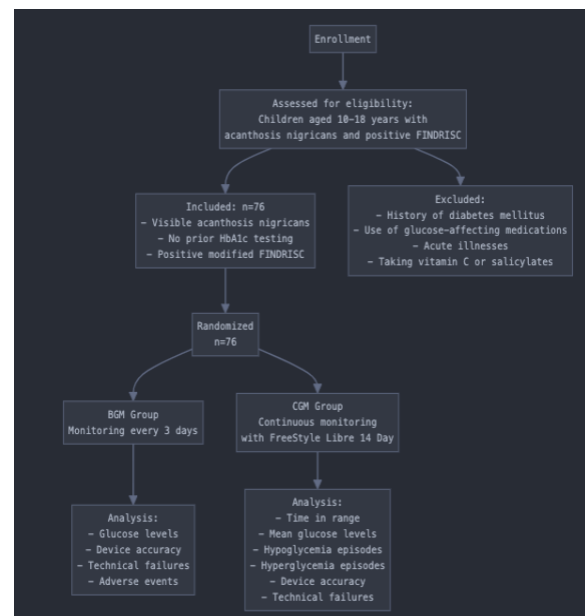 Enrollment
Assessed for eligibility:
Children aged 10-18 years with
acanthosis nigricans and positive FINDRISC
Included: n=76
- Visible acanthosis nigricans
- No prior HbA1c testing
- Positive modified FINDRISC
Excluded:
- History of diabetes mellitus
- Use of glucose-affecting medications
- Acute illnesses
- Taking vitamin C or salicylates
Randomized
n=76
BGM Group
Monitoring every 3 days
CGM Group
Continuous monitoring
with FreeStyle Libre 14 Day
Analysis:
- Glucose levels
- Device accuracy
- Technical failures
- Adverse events
Analysis:
- Time in range
- Mean glucose levels
- Hypoglycemia episodes
- Hyperglycemia episodes
- Device accuracy
- Technical failures